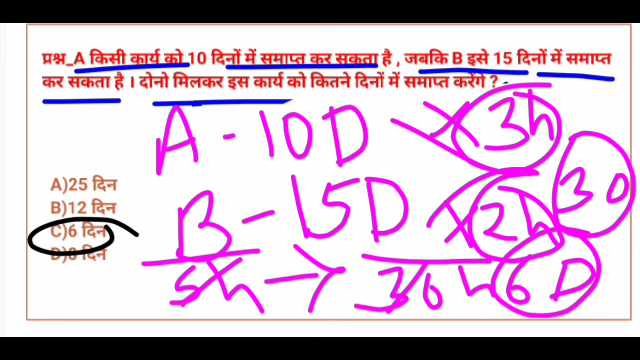 प्रश्न_A किसी कार्य को 10 दिनों में समाप्त कर सकता है , जबकि B इसे 15 दिनों में समाप्त
कर सकता है । दोनो मिलकर इस कार्य को कितने दिनों में समाप्त करेंगे ?
A)25 दिन
B)12 दिन
C)6 दिन
D)8 दिन
A - 10D 3h
B - 15D 2h 30
5 30 6D